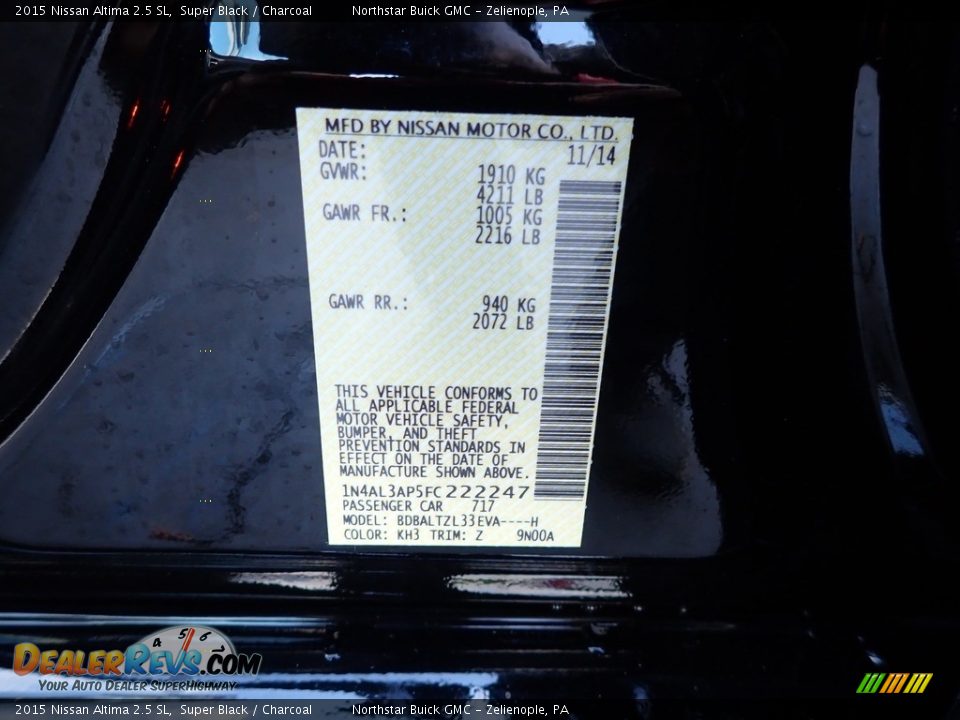 2015 Nissan Altima 2.5 SL, Super Black / Charcoal Northstar Buick GMC - Zelienople, PA
MFD BY NISSAN MOTOR CO., LTD.
DATE: 11/14
GVWR: 1910 KG
4211 LB
GAWR FR.: 1005 KG
2216 LB
GAWR RR.: 940 KG
2072 LB
THIS VEHICLE CONFORMS TO
ALL APPLICABLE FEDERAL
MOTOR VEHICLE SAFETY,
BUMPER, AND THEFT
PREVENTION STANDARDS IN
EFFECT ON THE DATE OF
MANUFACTURE SHOWN ABOVE.
1N4AL3AP5FC222247
PASSENGER CAR 717
MODEL: BDBALTZL33EVA----H
COLOR: KH3 TRIM: Z 9N00A
4 5 6
DEALERREVS.COM
YOUR AUTO DEALER SUPERHIGHWAY
2015 Nissan Altima 2.5 SL, Super Black / Charcoal Northstar Buick GMC - Zelienople, PA